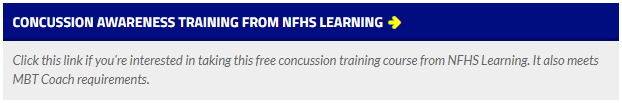 CONCUSSION AWARENESS TRAINING FROM NFHS LEARNING
Click this link if you're interested in taking this free concussion training course from NFHS Learning. It also meets
MBT Coach requirements.